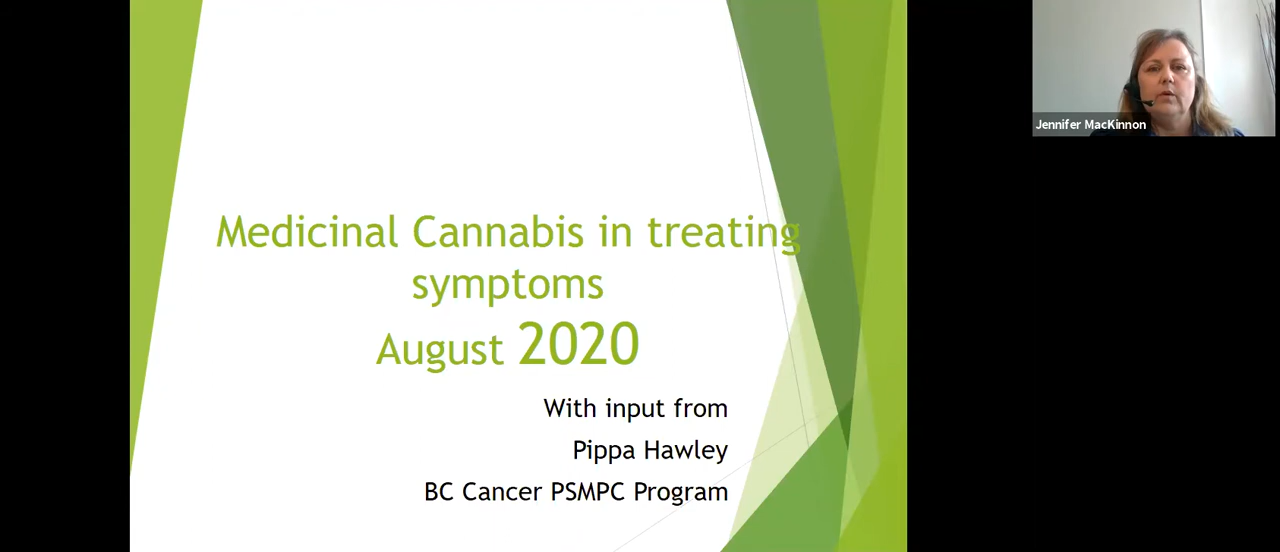 Medicinal Cannabis in treating
symptoms
August 2020
With input from
Pippa Hawley
BC Cancer PSMPC Program
Jennifer MacKinnon